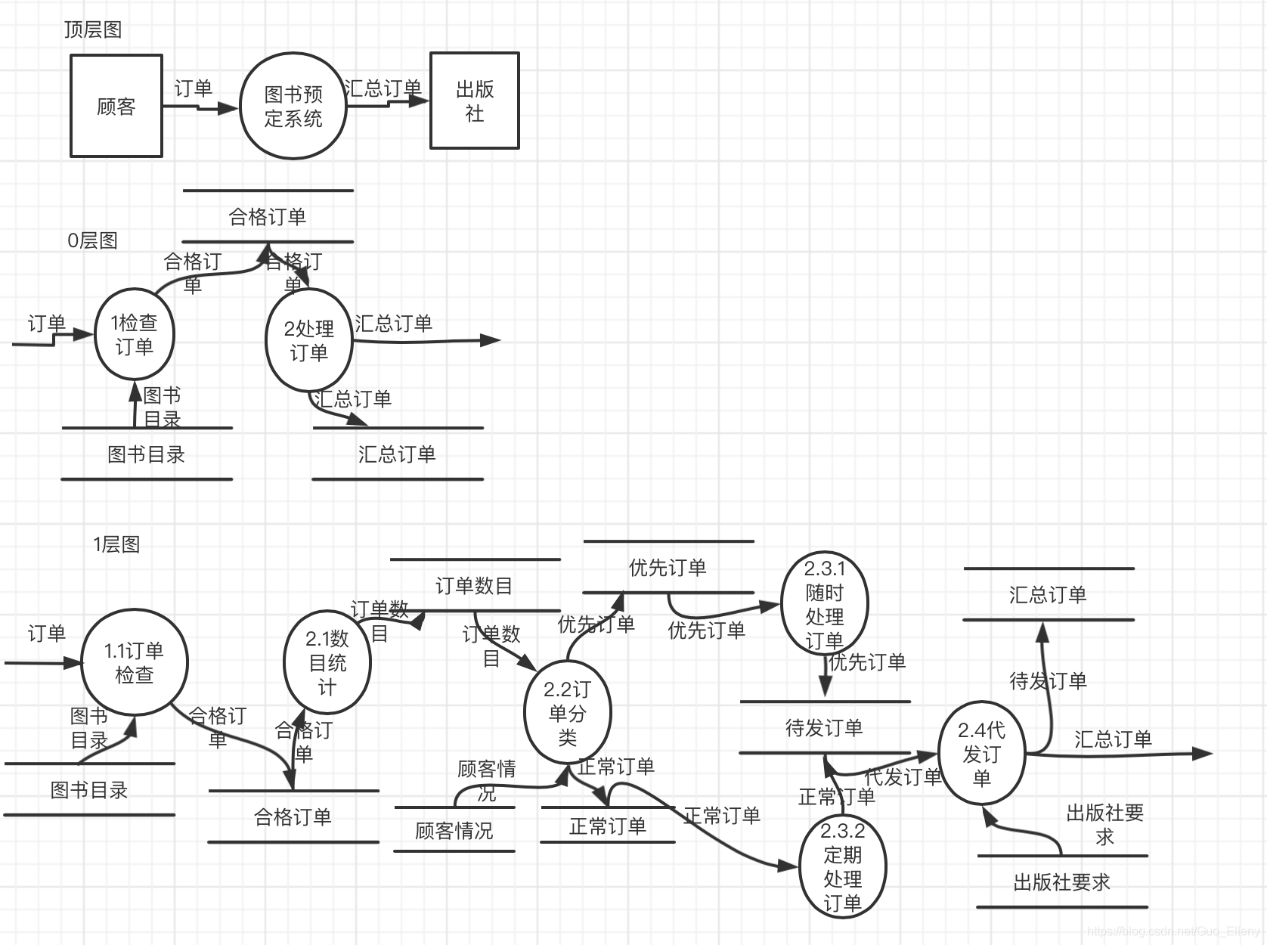 顶层图
顾客
订单
图书预
定系统
汇总订单
出版
社
合格订单
0层图
合格订
单
合格订
单
订单
1检查
订单
2处理
订单
汇总订单
图书
目录
汇总订单
图书目录
汇总订单
1层图
订单
1.1订单
检查
图书
目录
图书目录
合格订
单
合格订单
合格订
单
2.1数
目统
计
订单数
目
订单数目
订单数
目
2.2订
单分
类
顾客情
况
顾客情况
优先订单
优先订单
优先订单
正常订单
正常订单
正常订单
2.3.1
随时
处理
订单
优先订单
待发订单
正常订单
2.3.2
定期
处理
订单
代发订单
2.4代
发订
单
待发订单
汇总订单
汇总订单
出版社要
求
出版社要求
https://blog.csdn.net/Guo_Elleny